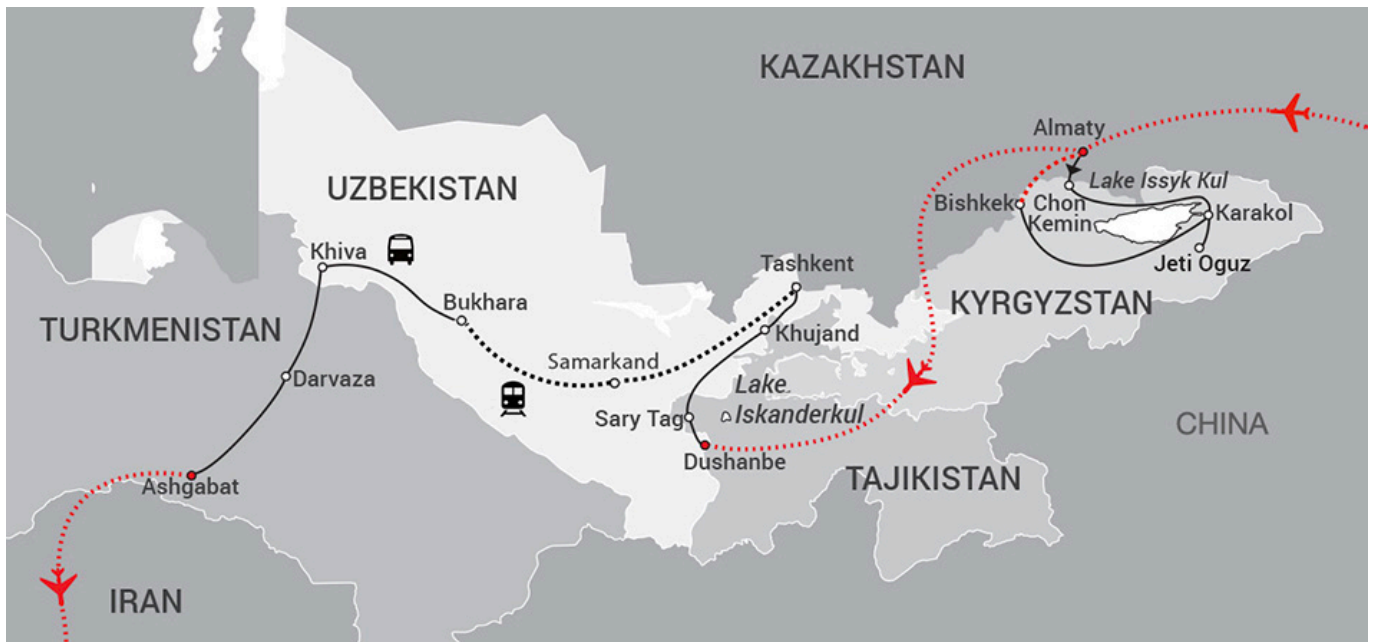 KAZAKHSTAN
Almaty
UZBEKISTAN
Lake Issyk Kul
Bishkek
Chon
Kemin
Karakol
Khiva
Tashkent
Jeti Oguz
Bukhara
KYRGYZSTAN
TURKMENISTAN
Khujand
Samarkand
Darvaza
Lake
Iskanderkul
Sary Tag
CHINA
Dushanbe
TAJIKISTAN
Ashgabat
IRAN